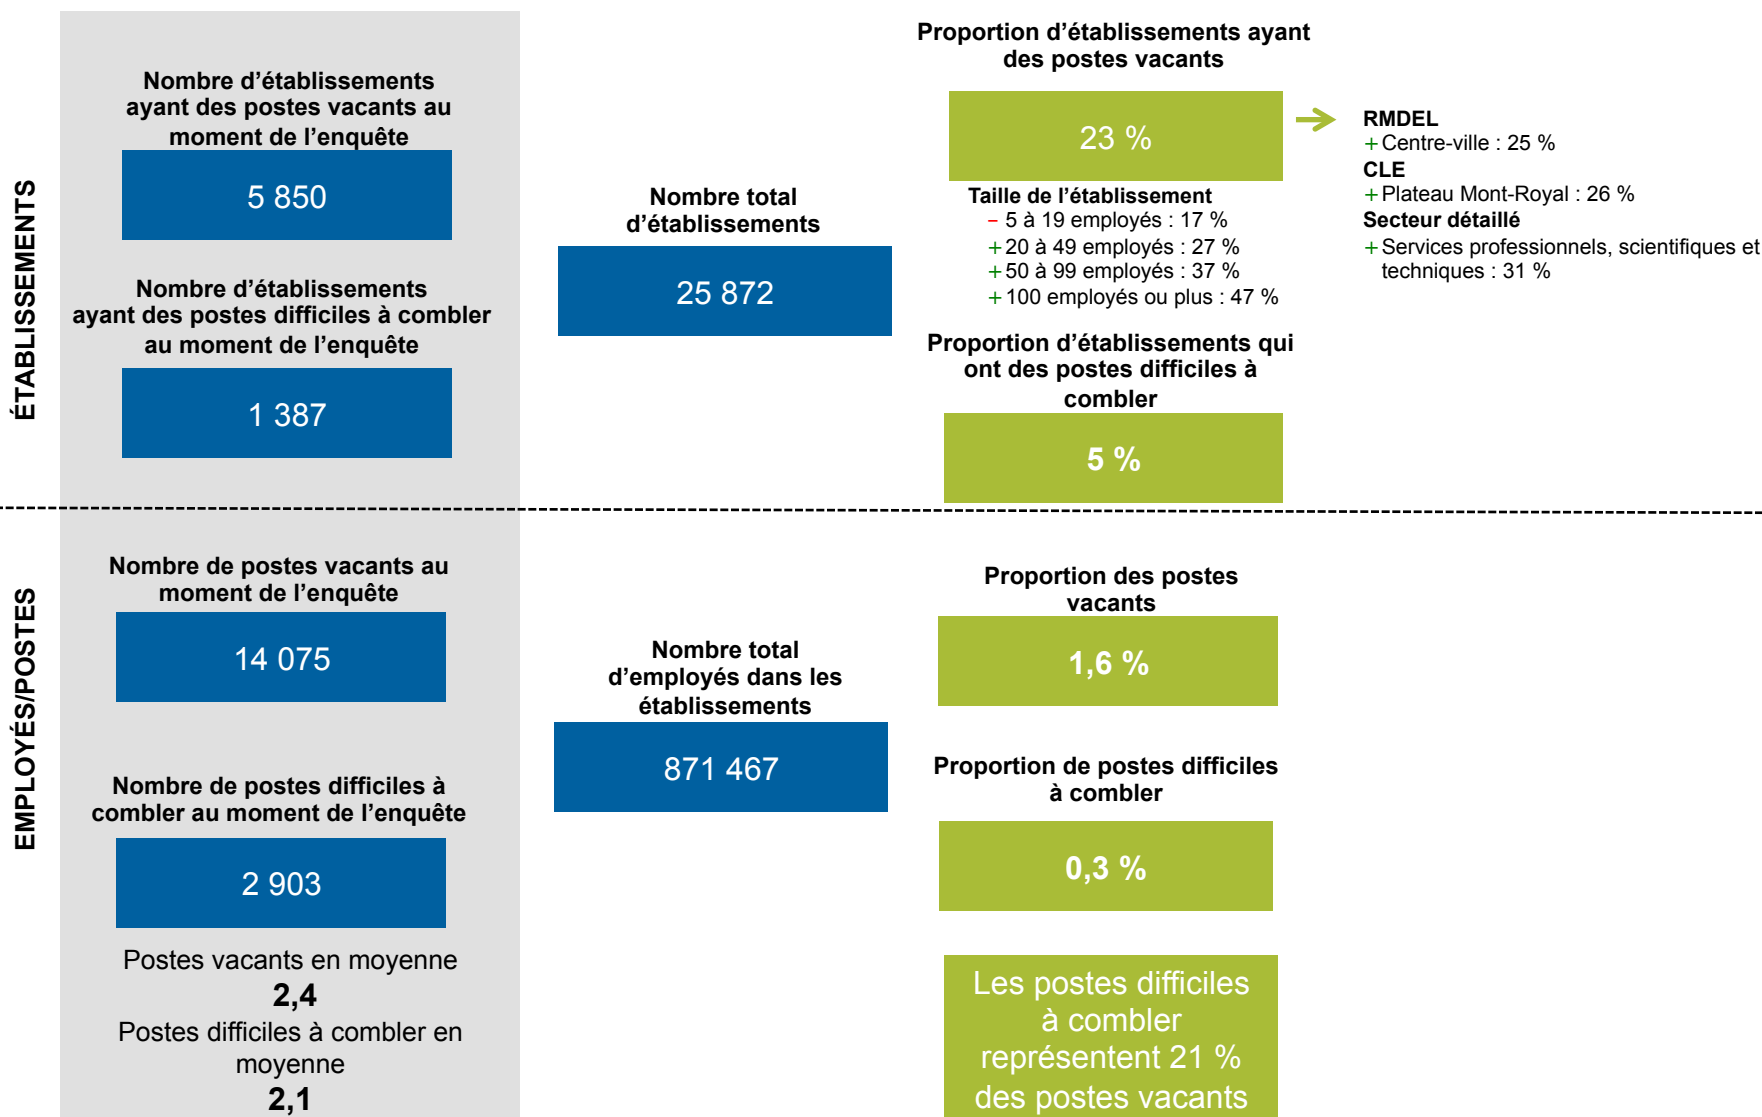 ÉTABLISSEMENTS
Nombre d’établissements
ayant des postes vacants au
moment de l’enquête
5 850
Nombre d’établissements
ayant des postes difficiles à combler
au moment de l’enquête
1 387
Nombre total
d’établissements
25 872
Proportion d’établissements ayant
des postes vacants
23 %
Taille de l’établissement
– 5 à 19 employés : 17 %
+ 20 à 49 employés : 27 %
+ 50 à 99 employés : 37 %
+ 100 employés ou plus : 47 %
RMDEL
+ Centre-ville : 25 %
CLE
+ Plateau Mont-Royal : 26 %
Secteur détaillé
+ Services professionnels, scientifiques et
techniques : 31 %
Proportion d’établissements qui
ont des postes difficiles à
combler
5 %
EMPLOYÉS/POSTES
Nombre de postes vacants au
moment de l’enquête
14 075
Nombre de postes difficiles à
combler au moment de l’enquête
2 903
Postes vacants en moyenne
2,4
Postes difficiles à combler en
moyenne
2,1
Nombre total
d’employés dans les
établissements
871 467
Proportion des postes
vacants
1,6 %
Proportion de postes difficiles
à combler
0,3 %
Les postes difficiles
à combler
représentent 21 %
des postes vacants